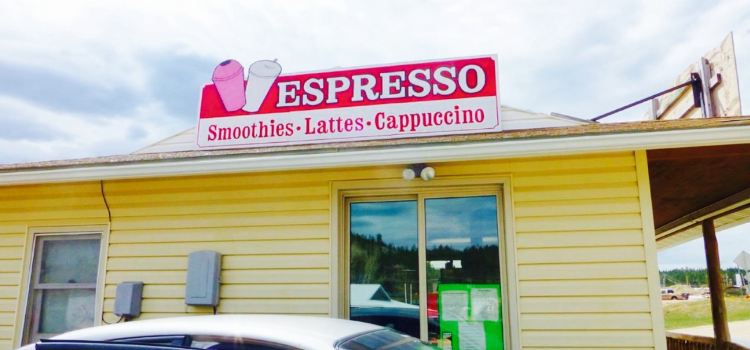 ESPRESSO
Smoothies · Lattes · Cappuccino